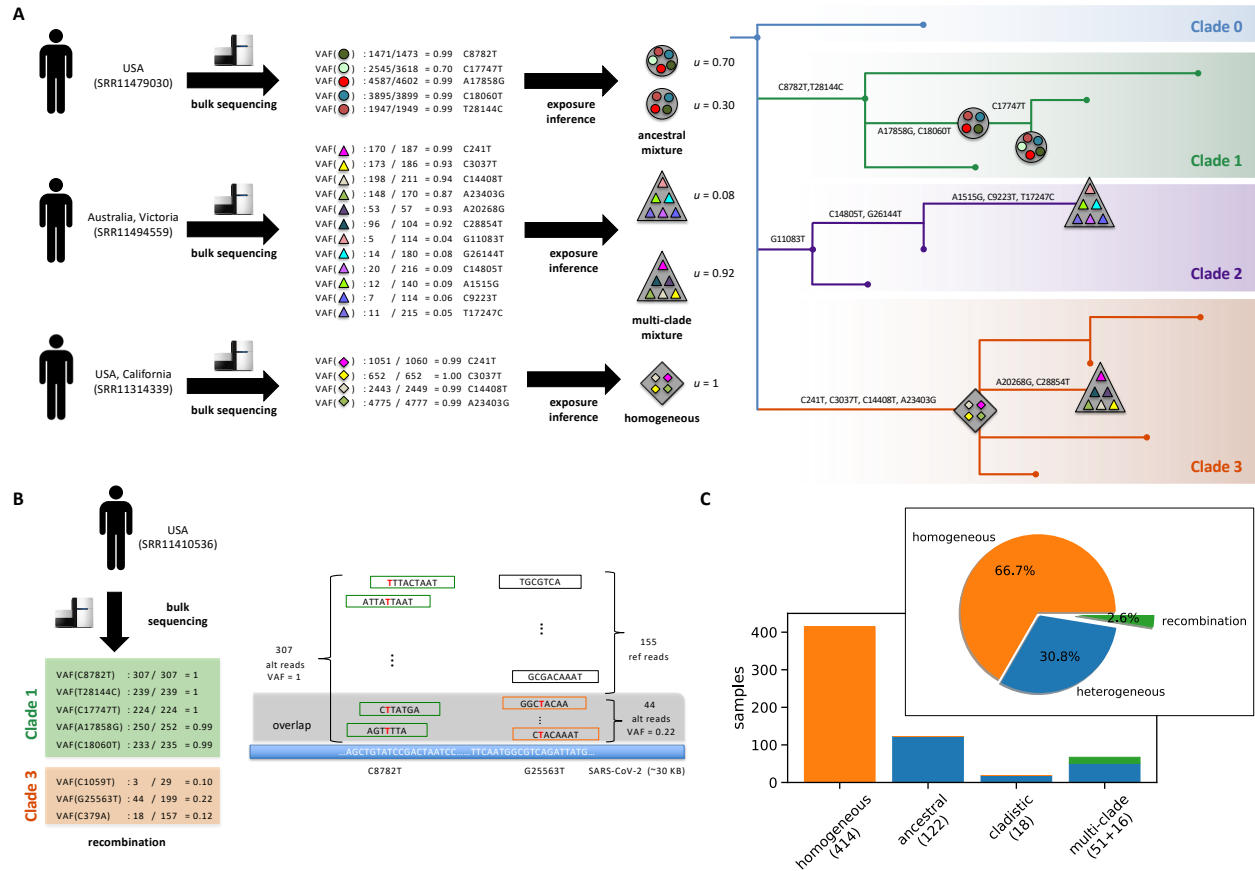 A
USA
(SRR11479030)
bulk sequencing
VAF( ) : 1471/1473 = 0.99 C8782T
VAF( ) : 2545/3618 = 0.70 C17747T
VAF( ) : 4587/4602 = 0.99 A17858G
VAF( ) : 3895/3899 = 0.99 C18060T
VAF( ) : 1947/1949 = 0.99 T28144C
exposure
inference
u = 0.70
u = 0.30
ancestral
mixture
Australia, Victoria
(SRR11494559)
bulk sequencing
VAF( ) : 170 / 187 = 0.99 C241T
VAF( ) : 173 / 186 = 0.93 C3037T
VAF( ) : 198 / 211 = 0.94 C14408T
VAF( ) : 148 / 170 = 0.87 A23403G
VAF( ) : 53 / 57 = 0.93 A20268G
VAF( ) : 96 / 104 = 0.92 C28854T
VAF( ) : 5 / 114 = 0.04 G11083T
VAF( ) : 14 / 180 = 0.08 G26144T
VAF( ) : 20 / 216 = 0.09 C14805T
VAF( ) : 12 / 140 = 0.09 A1515G
VAF( ) : 7 / 114 = 0.06 C9223T
VAF( ) : 11 / 215 = 0.05 T17247C
exposure
inference
u = 0.08
u = 0.92
multi-clade
mixture
USA, California
(SRR11314339)
bulk sequencing
VAF( ) : 1051 / 1060 = 0.99 C241T
VAF( ) : 652 / 652 = 1.00 C3037T
VAF( ) : 2443 / 2449 = 0.99 C14408T
VAF( ) : 4775 / 4777 = 0.99 A23403G
exposure
inference
u = 1
homogeneous
Clade 0
C8782T,T28144C
C17747T
A17858G, C18060T
Clade 1
A1515G, C9223T, T17247C
C14805T, G26144T
G11083T
Clade 2
A20268G, C28854T
C241T, C3037T, C14408T, A23403G
Clade 3
B
USA
(SRR11410536)
bulk
sequencing
Clade 1
VAF(C8782T) : 307 / 307 = 1
VAF(T28144C) : 239 / 239 = 1
VAF(C17747T) : 224 / 224 = 1
VAF(A17858G) : 250 / 252 = 0.99
VAF(C18060T) : 233 / 235 = 0.99
Clade 3
VAF(C1059T) : 3 / 29 = 0.10
VAF(G25563T) : 44 / 199 = 0.22
VAF(C379A) : 18 / 157 = 0.12
recombination
307
alt reads
VAF = 1
TTTACTAAT
ATTATTAAT
⋮
TGCGTCA
⋮
GCGACAAAT
155
ref reads
overlap
CTTATGA
AGTTTTA
GGCTACAA
⋮
CTACAAAT
44
alt reads
VAF = 0.22
...AGCTGTATCCGACTAATCC......TTCAATGGCGTCAGATTATG...
C8782T
G25563T
SARS-CoV-2 (~30 KB)
C
homogeneous
66.7%
2.6%
recombination
30.8%
heterogeneous
samples
400
300
200
100
0
homogeneous
(414)
ancestral
(122)
cladistic
(18)
multi-clade
(51+16)